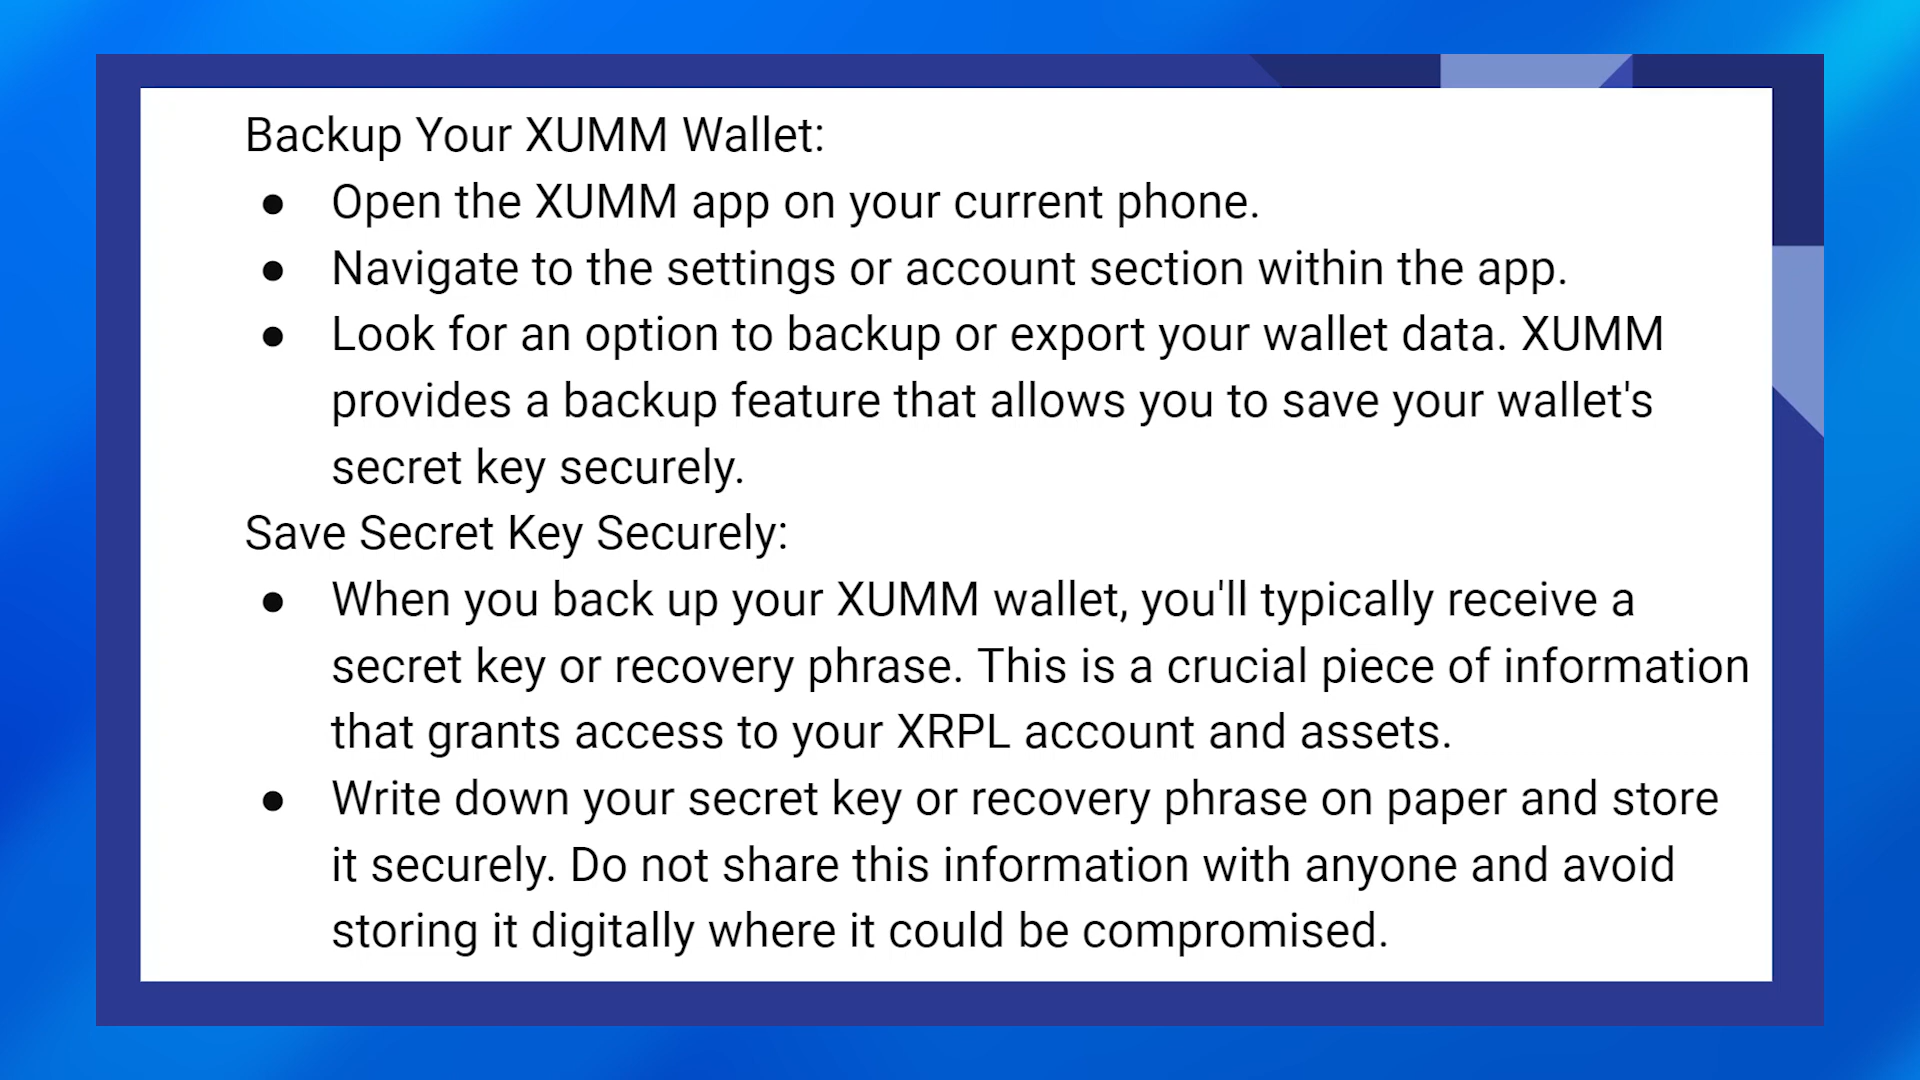 Backup Your XUMM Wallet:
● Open the XUMM app on your current phone.
● Navigate to the settings or account section within the app.
● Look for an option to backup or export your wallet data. XUMM
provides a backup feature that allows you to save your wallet's
secret key securely.
Save Secret Key Securely:
● When you back up your XUMM wallet, you'll typically receive a
secret key or recovery phrase. This is a crucial piece of information
that grants access to your XRPL account and assets.
● Write down your secret key or recovery phrase on paper and store
it securely. Do not share this information with anyone and avoid
storing it digitally where it could be compromised.